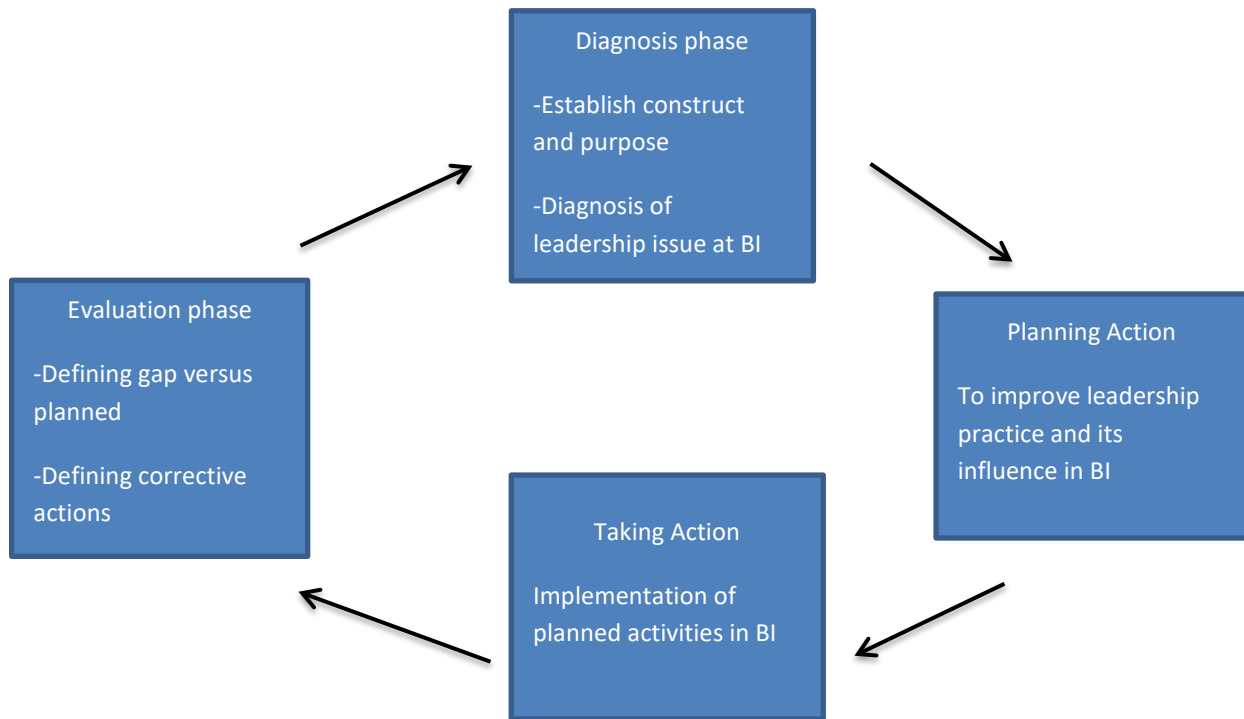 Diagnosis phase
-Establish construct
and purpose
-Diagnosis of
leadership issue at BI
Planning Action
To improve leadership
practice and its
influence in BI
Taking Action
Implementation of
planned activities in BI
Evaluation phase
-Defining gap versus
planned
-Defining corrective
actions